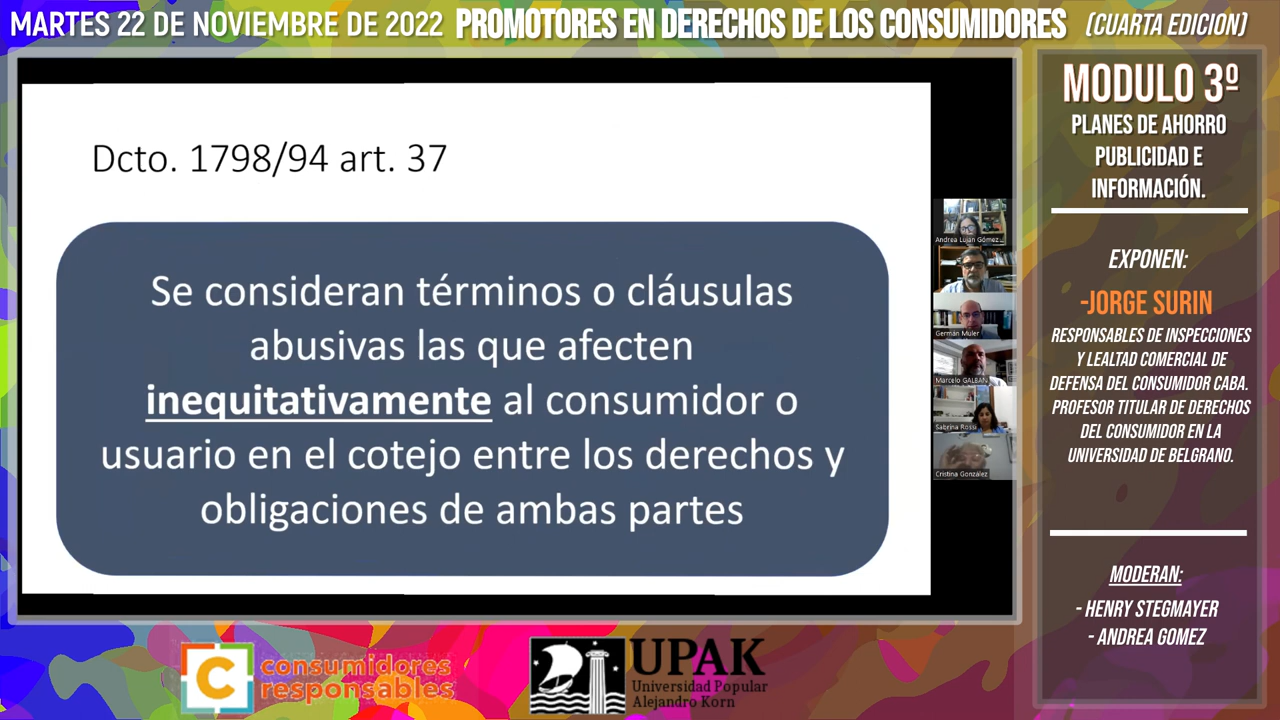 MARTES 22 DE NOVIEMBRE DE 2022 PROMOTORES EN DERECHOS DE LOS CONSUMIDORES (CUARTA EDICION)
Dcto. 1798/94 art. 37
Se consideran términos o cláusulas
abusivas las que afecten
inequitativamente al consumidor o
usuario en el cotejo entre los derechos y
obligaciones de ambas partes
Andrea Luján Gómez...
Germán Muler
Marcelo GALBAN
Sabrina Rossi
Cristina González
MODULO 3º
PLANES DE AHORRO
PUBLICIDAD E
INFORMACIÓN.
EXPONEN:
-JORGE SURIN
RESPONSABLES DE INSPECCIONES
Y LEALTAD COMERCIAL DE
DEFENSA DEL CONSUMIDOR CABA.
PROFESOR TITULAR DE DERECHOS
DEL CONSUMIDOR EN LA
UNIVERSIDAD DE BELGRANO.
MODERAN:
- HENRY STEGMAYER
- ANDREA GOMEZ
C
consumidores
responsables
UPAK
Universidad Popular
Alejandro Korn